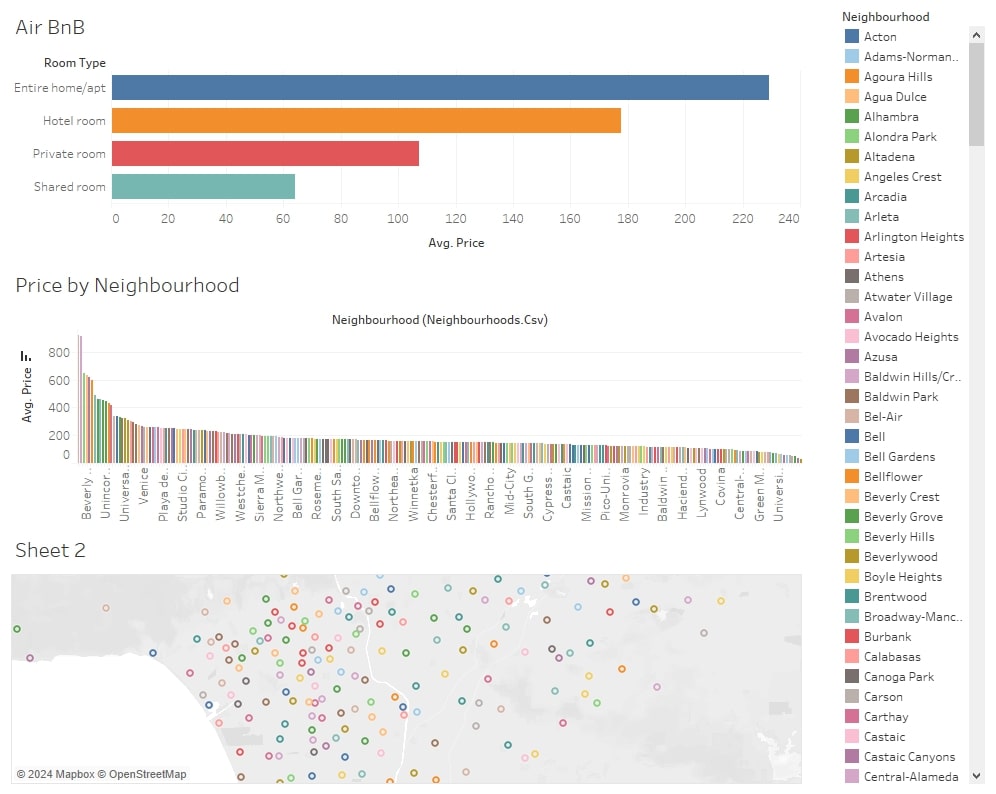 Air BnB
Room Type
Entire home/apt
Hotel room
Private room
Shared room
0 20 40 60 80 100 120 140 160 180 200 220 240
Avg. Price
Price by Neighbourhood
Neighbourhood (Neighbourhoods.Csv)
Avg. Price
800
600
400
200
0
Beverly ..
Unincor..
Universa..
Venice
Playa de..
Studio Ci..
Paramo..
Willowb..
Westche..
Sierra M..
Northwe..
Bell Gar..
Roseme..
South Sa..
Downto..
Bellflow..
Northea..
Winnetka
Chesterf..
Santa Cl..
Hollywo..
Rancho..
Mid-City
South G..
Cypress ..
Castaic
Mission ..
Pico-Uni..
Monrovia
Industry
Baldwin ..
Haciend..
Lynwood
Covina
Central-..
Green M..
Universi..
Sheet 2
© 2024 Mapbox © OpenStreetMap
Neighbourhood
Acton
Adams-Norman..
Agoura Hills
Agua Dulce
Alhambra
Alondra Park
Altadena
Angeles Crest
Arcadia
Arleta
Arlington Heights
Artesia
Athens
Atwater Village
Avalon
Avocado Heights
Azusa
Baldwin Hills/Cr..
Baldwin Park
Bel-Air
Bell
Bell Gardens
Bellflower
Beverly Crest
Beverly Grove
Beverly Hills
Beverlywood
Boyle Heights
Brentwood
Broadway-Manc..
Burbank
Calabasas
Canoga Park
Carson
Carthay
Castaic
Castaic Canyons
Central-Alameda